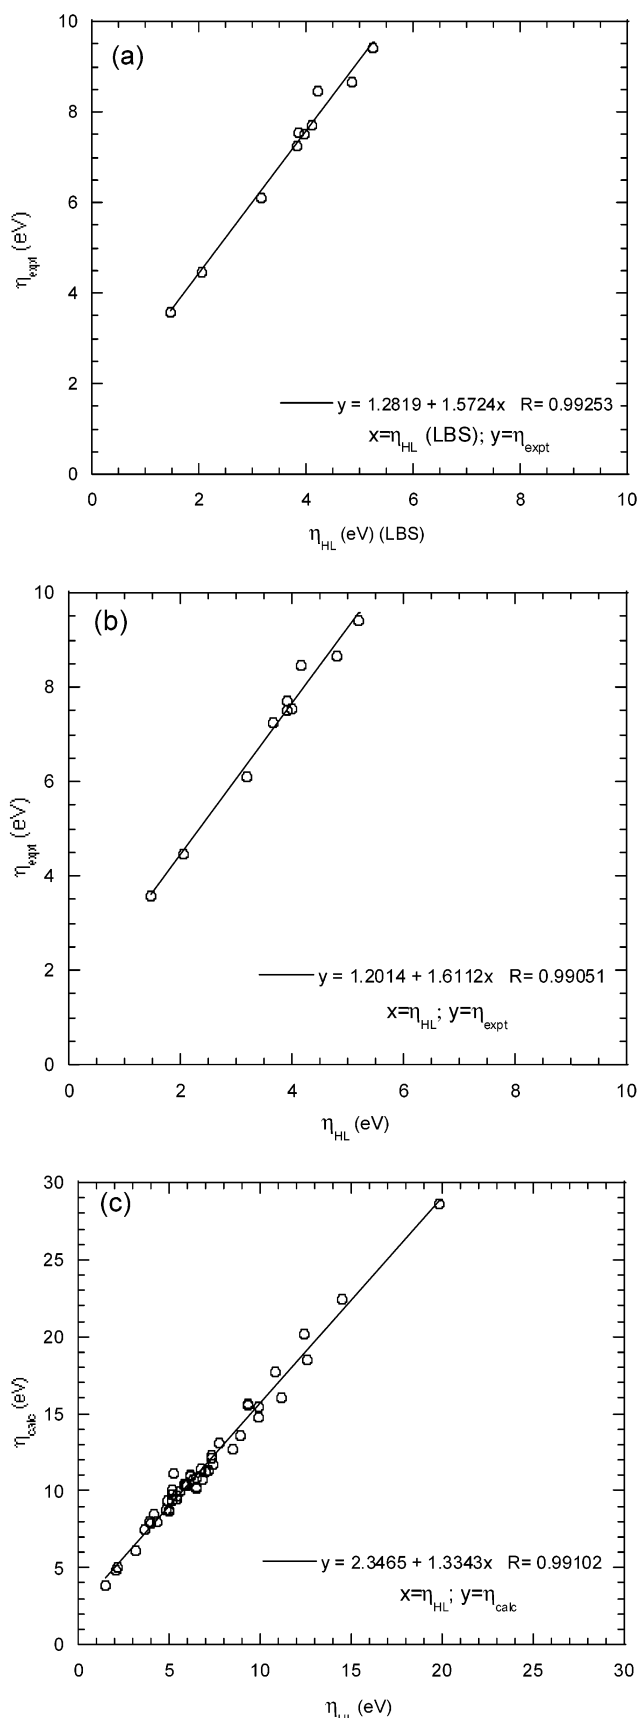 (a)
10
8
6
4
2
0
η_expt (eV)
y = 1.2819 + 1.5724x R= 0.99253
x=η_HL (LBS); y=η_expt
0 2 4 6 8 10
η_HL (eV) (LBS)
(b)
10
8
6
4
2
0
η_expt (eV)
y = 1.2014 + 1.6112x R= 0.99051
x=η_HL; y=η_expt
0 2 4 6 8 10
η_HL (eV)
(c)
30
25
20
15
10
5
0
η_calc (eV)
y = 2.3465 + 1.3343x R= 0.99102
x=η_HL; y=η_calc
0 5 10 15 20 25 30
η_HL (eV)